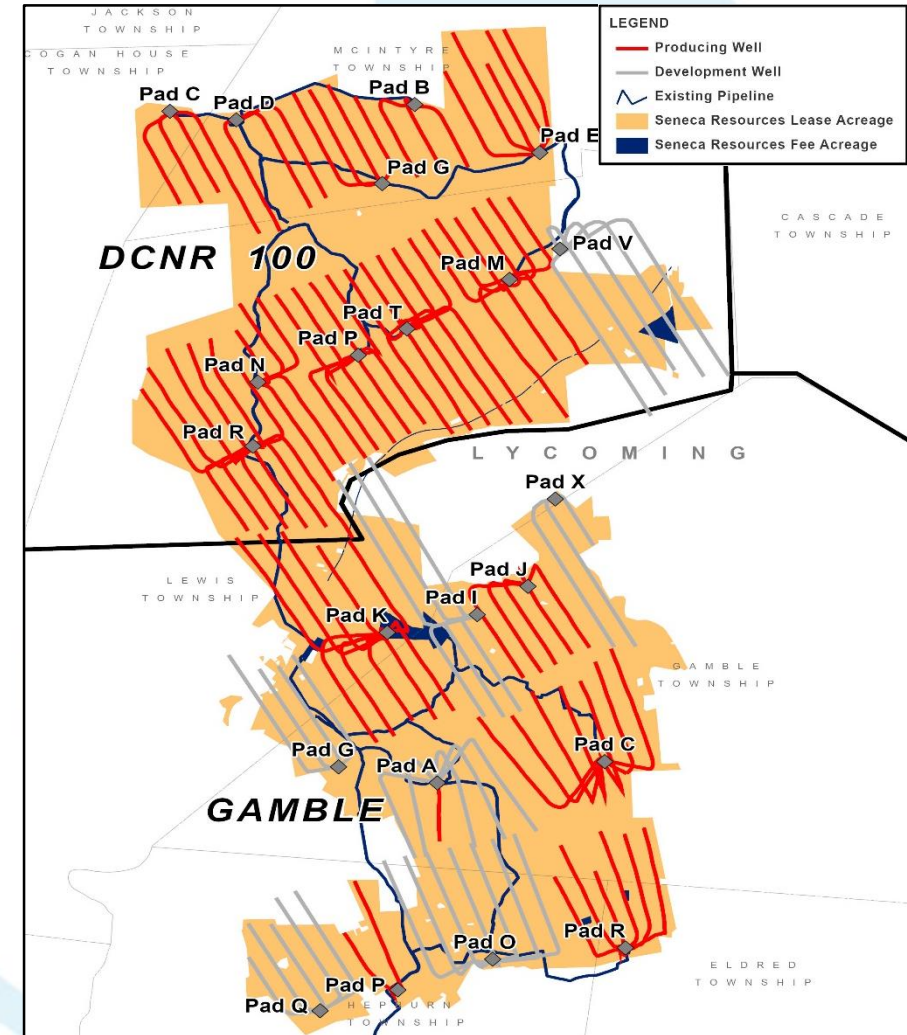 JACKSON
TOWNSHIP
COGAN HOUSE
TOWNSHIP
MCINTYRE
TOWNSHIP
LEGEND
Producing Well
Development Well
Existing Pipeline
Seneca Resources Lease Acreage
Seneca Resources Fee Acreage
Pad C
Pad D
Pad B
Pad E
Pad G
CASCADE
TOWNSHIP
DCNR 100
Pad V
Pad M
Pad T
Pad P
Pad N
Pad R
LYCOMING
Pad X
LEWIS
TOWNSHIP
Pad J
Pad I
Pad K
GAMBLE
TOWNSHIP
Pad G
Pad A
Pad C
GAMBLE
Pad O
Pad R
ELDRED
TOWNSHIP
Pad P
Pad Q
HEPBURN
TOWNSHIP